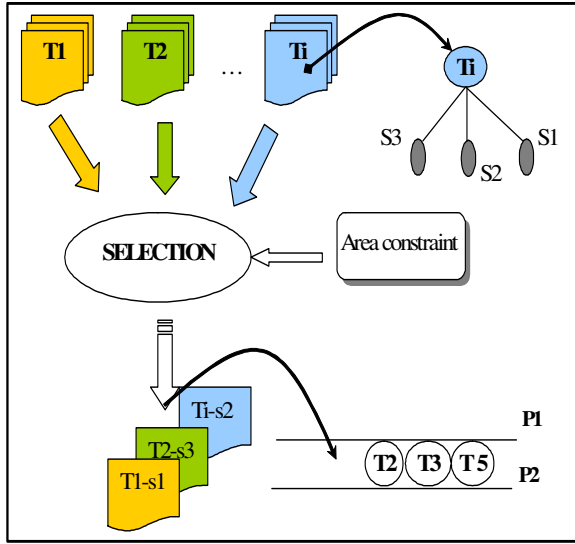 T1
T2
...
Ti
Ti
S3
S2
S1
SELECTION
Area constraint
Ti-s2
T2-s3
T1-s1
P1
T2 T3 T5
P2